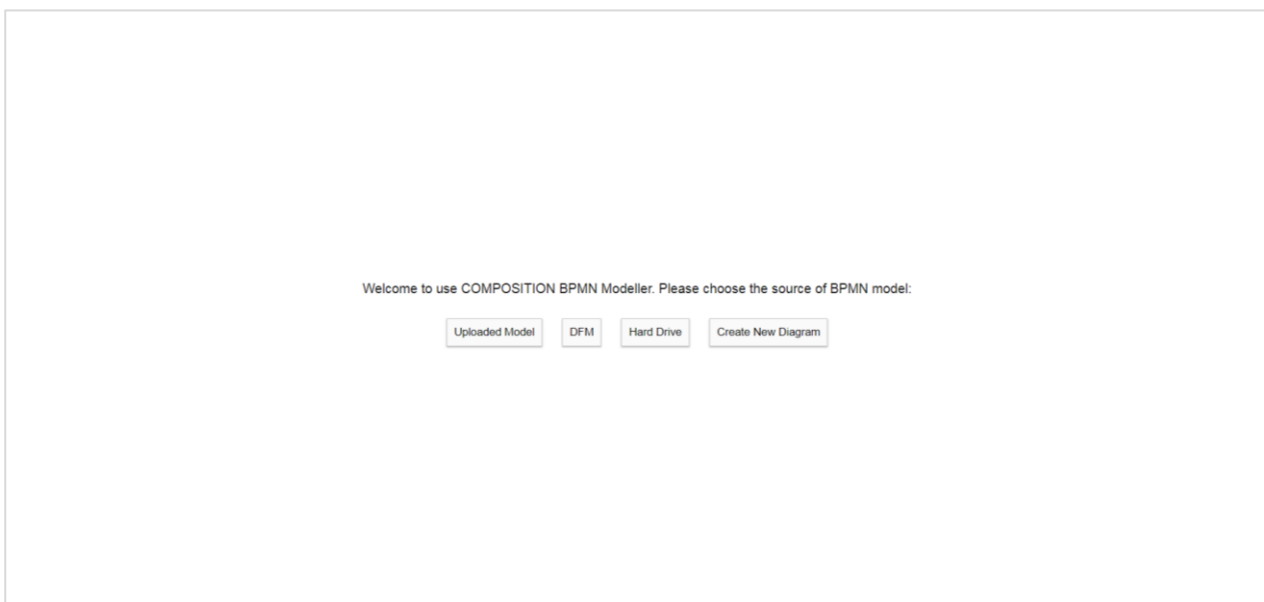 Welcome to use COMPOSITION BPMN Modeller. Please choose the source of BPMN model:
Uploaded Model DFM Hard Drive Create New Diagram